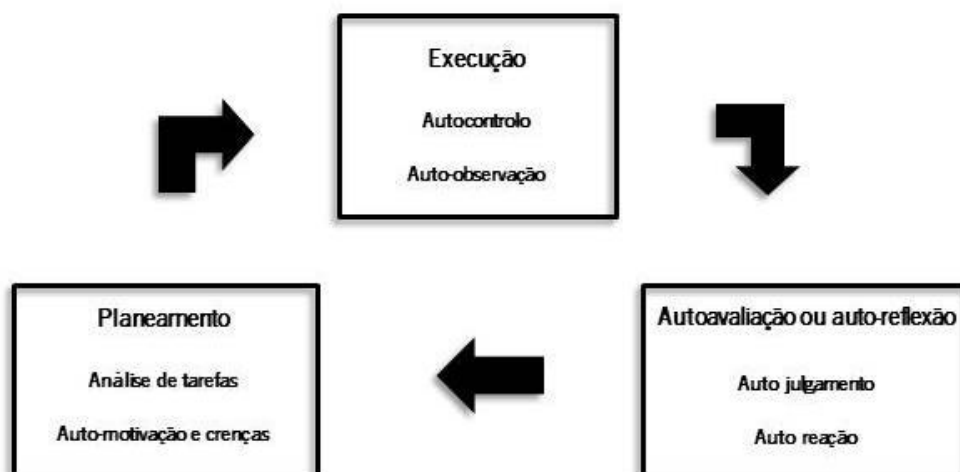 Execução
Autocontrolo
Auto-observação
Planeamento
Análise de tarefas
Auto-motivação e crenças
Autoavaliação ou auto-reflexão
Auto julgamento
Auto reação